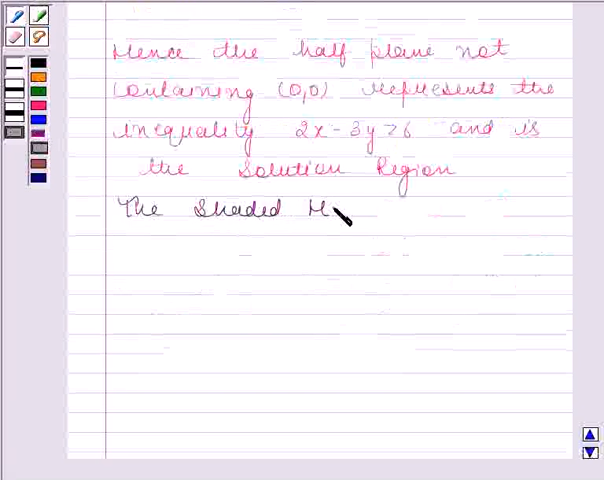 Hence the half plane not
containing (0,0) represents the
inequality 2x-3y>6 and is
the Solution Region
The Shaded